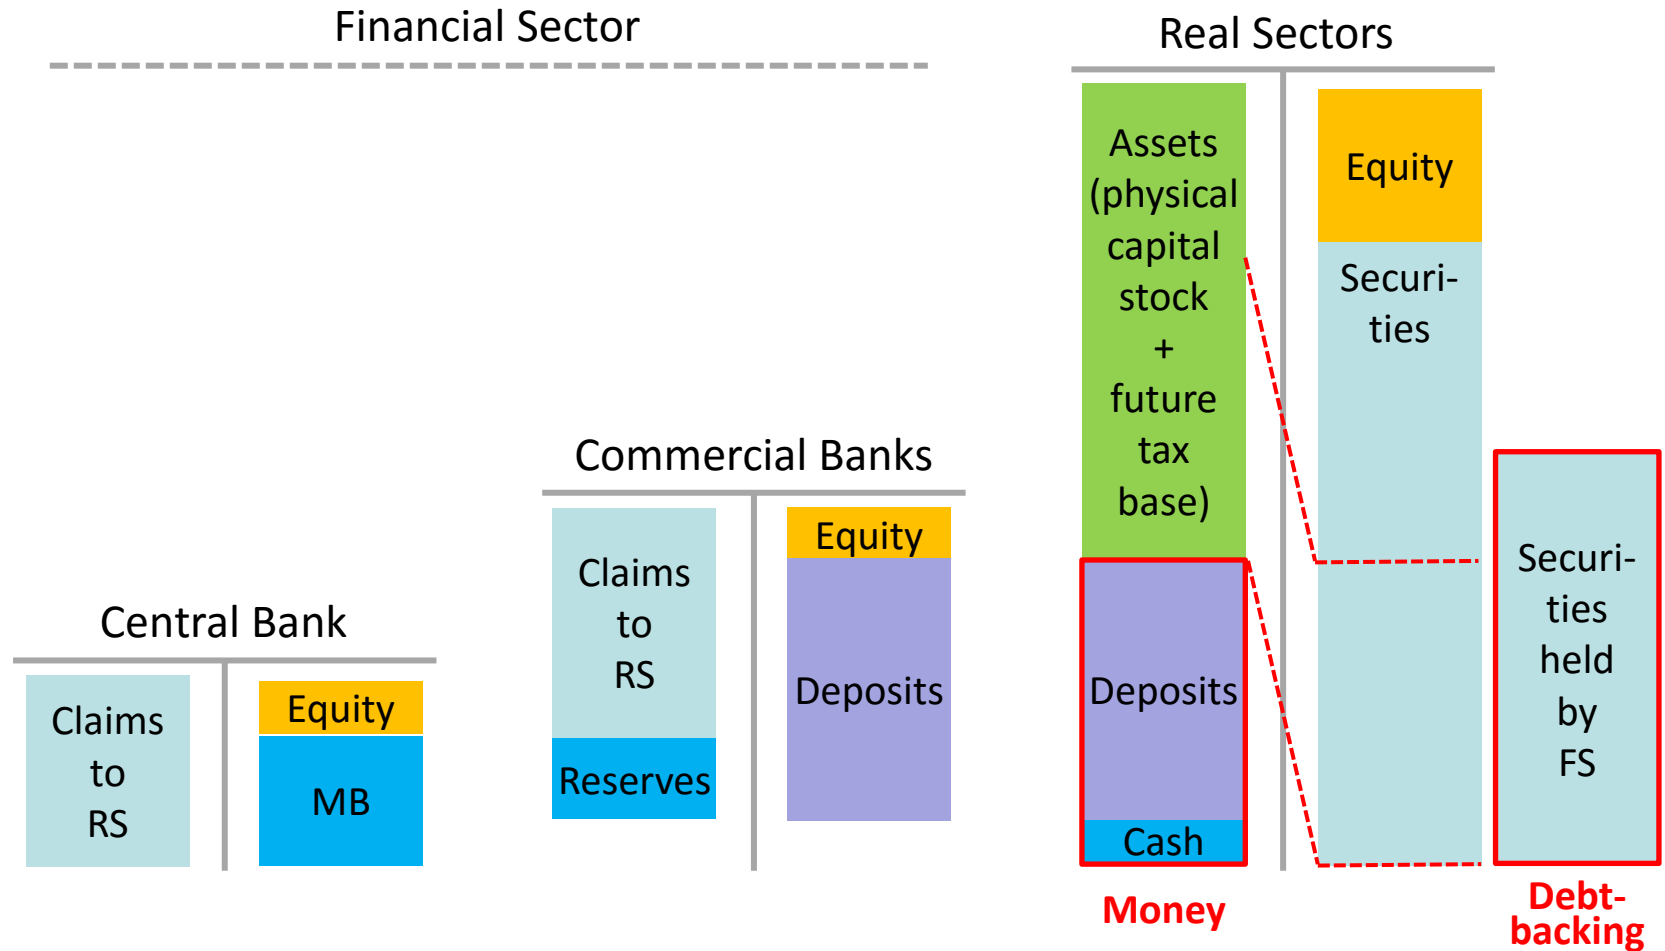 Financial Sector
Real Sectors
Assets
(physical
capital
stock
+
future
tax
base)
Equity
Securi-
ties
Commercial Banks
Claims
to
RS
Reserves
Equity
Deposits
Central Bank
Claims
to
RS
Equity
MB
Deposits
Cash
Money
Securi-
ties
held
by
FS
Debt-
backing